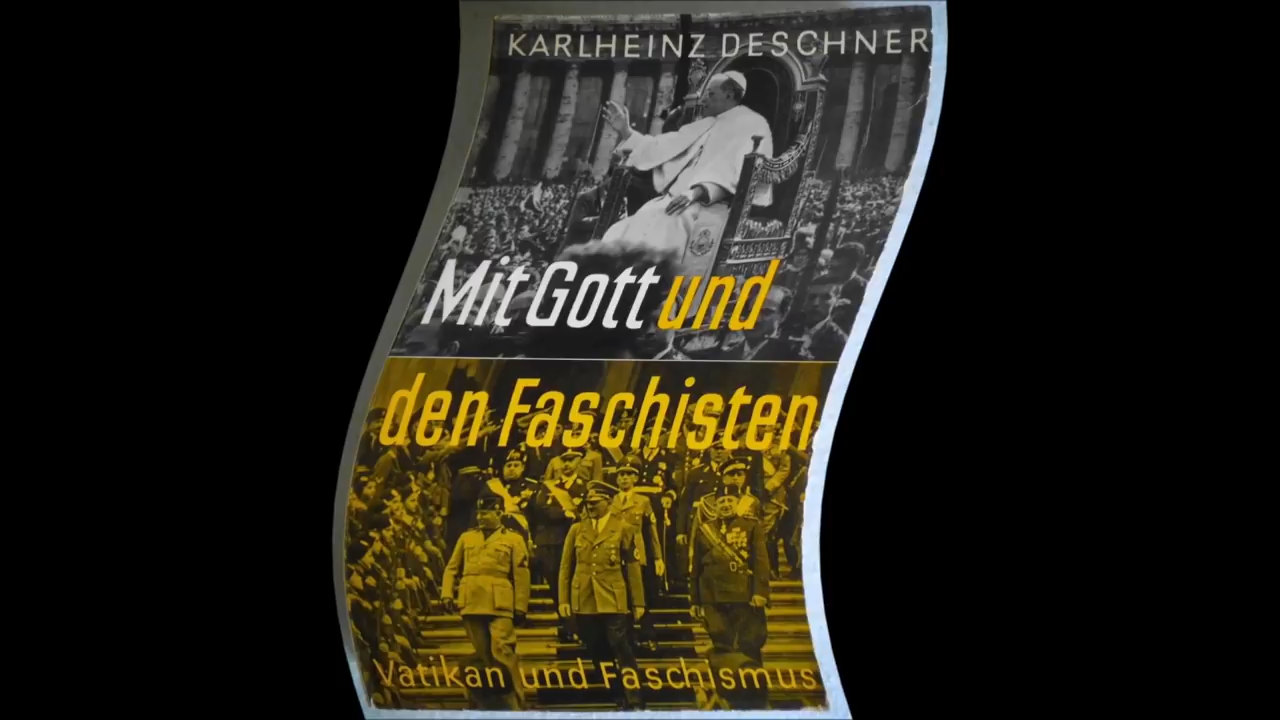 KARLHEINZ DESCHNER
Mit Gott und
den Faschisten
Vatikan und Faschismus